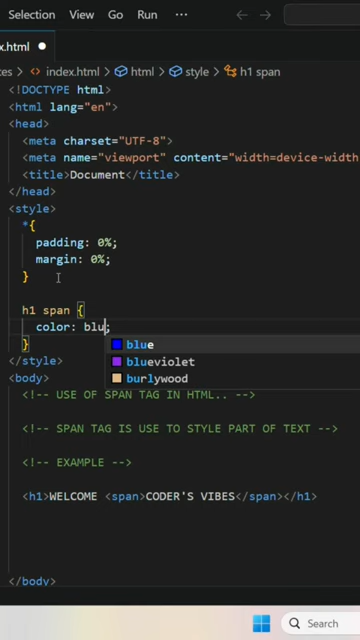 Selection View Go Run ···
x.html
es index.html html style h1 span
<!DOCTYPE html>
<html lang="en">
<head>
<meta charset="UTF-8">
<meta name="viewport" content="width=device-width
<title>Document</title>
</head>
<style>
*{
padding: 0%;
margin: 0%;
}
h1 span {
color: blu;
blue
blueviolet
burlywood
}
</style>
<body>
<!-- USE OF SPAN TAG IN HTML.. -->
<!-- SPAN TAG IS USE TO STYLE PART OF TEXT -->
<!-- EXAMPLE -->
<h1>WELCOME <span>CODER'S VIBES</span></h1>
</body>
Search